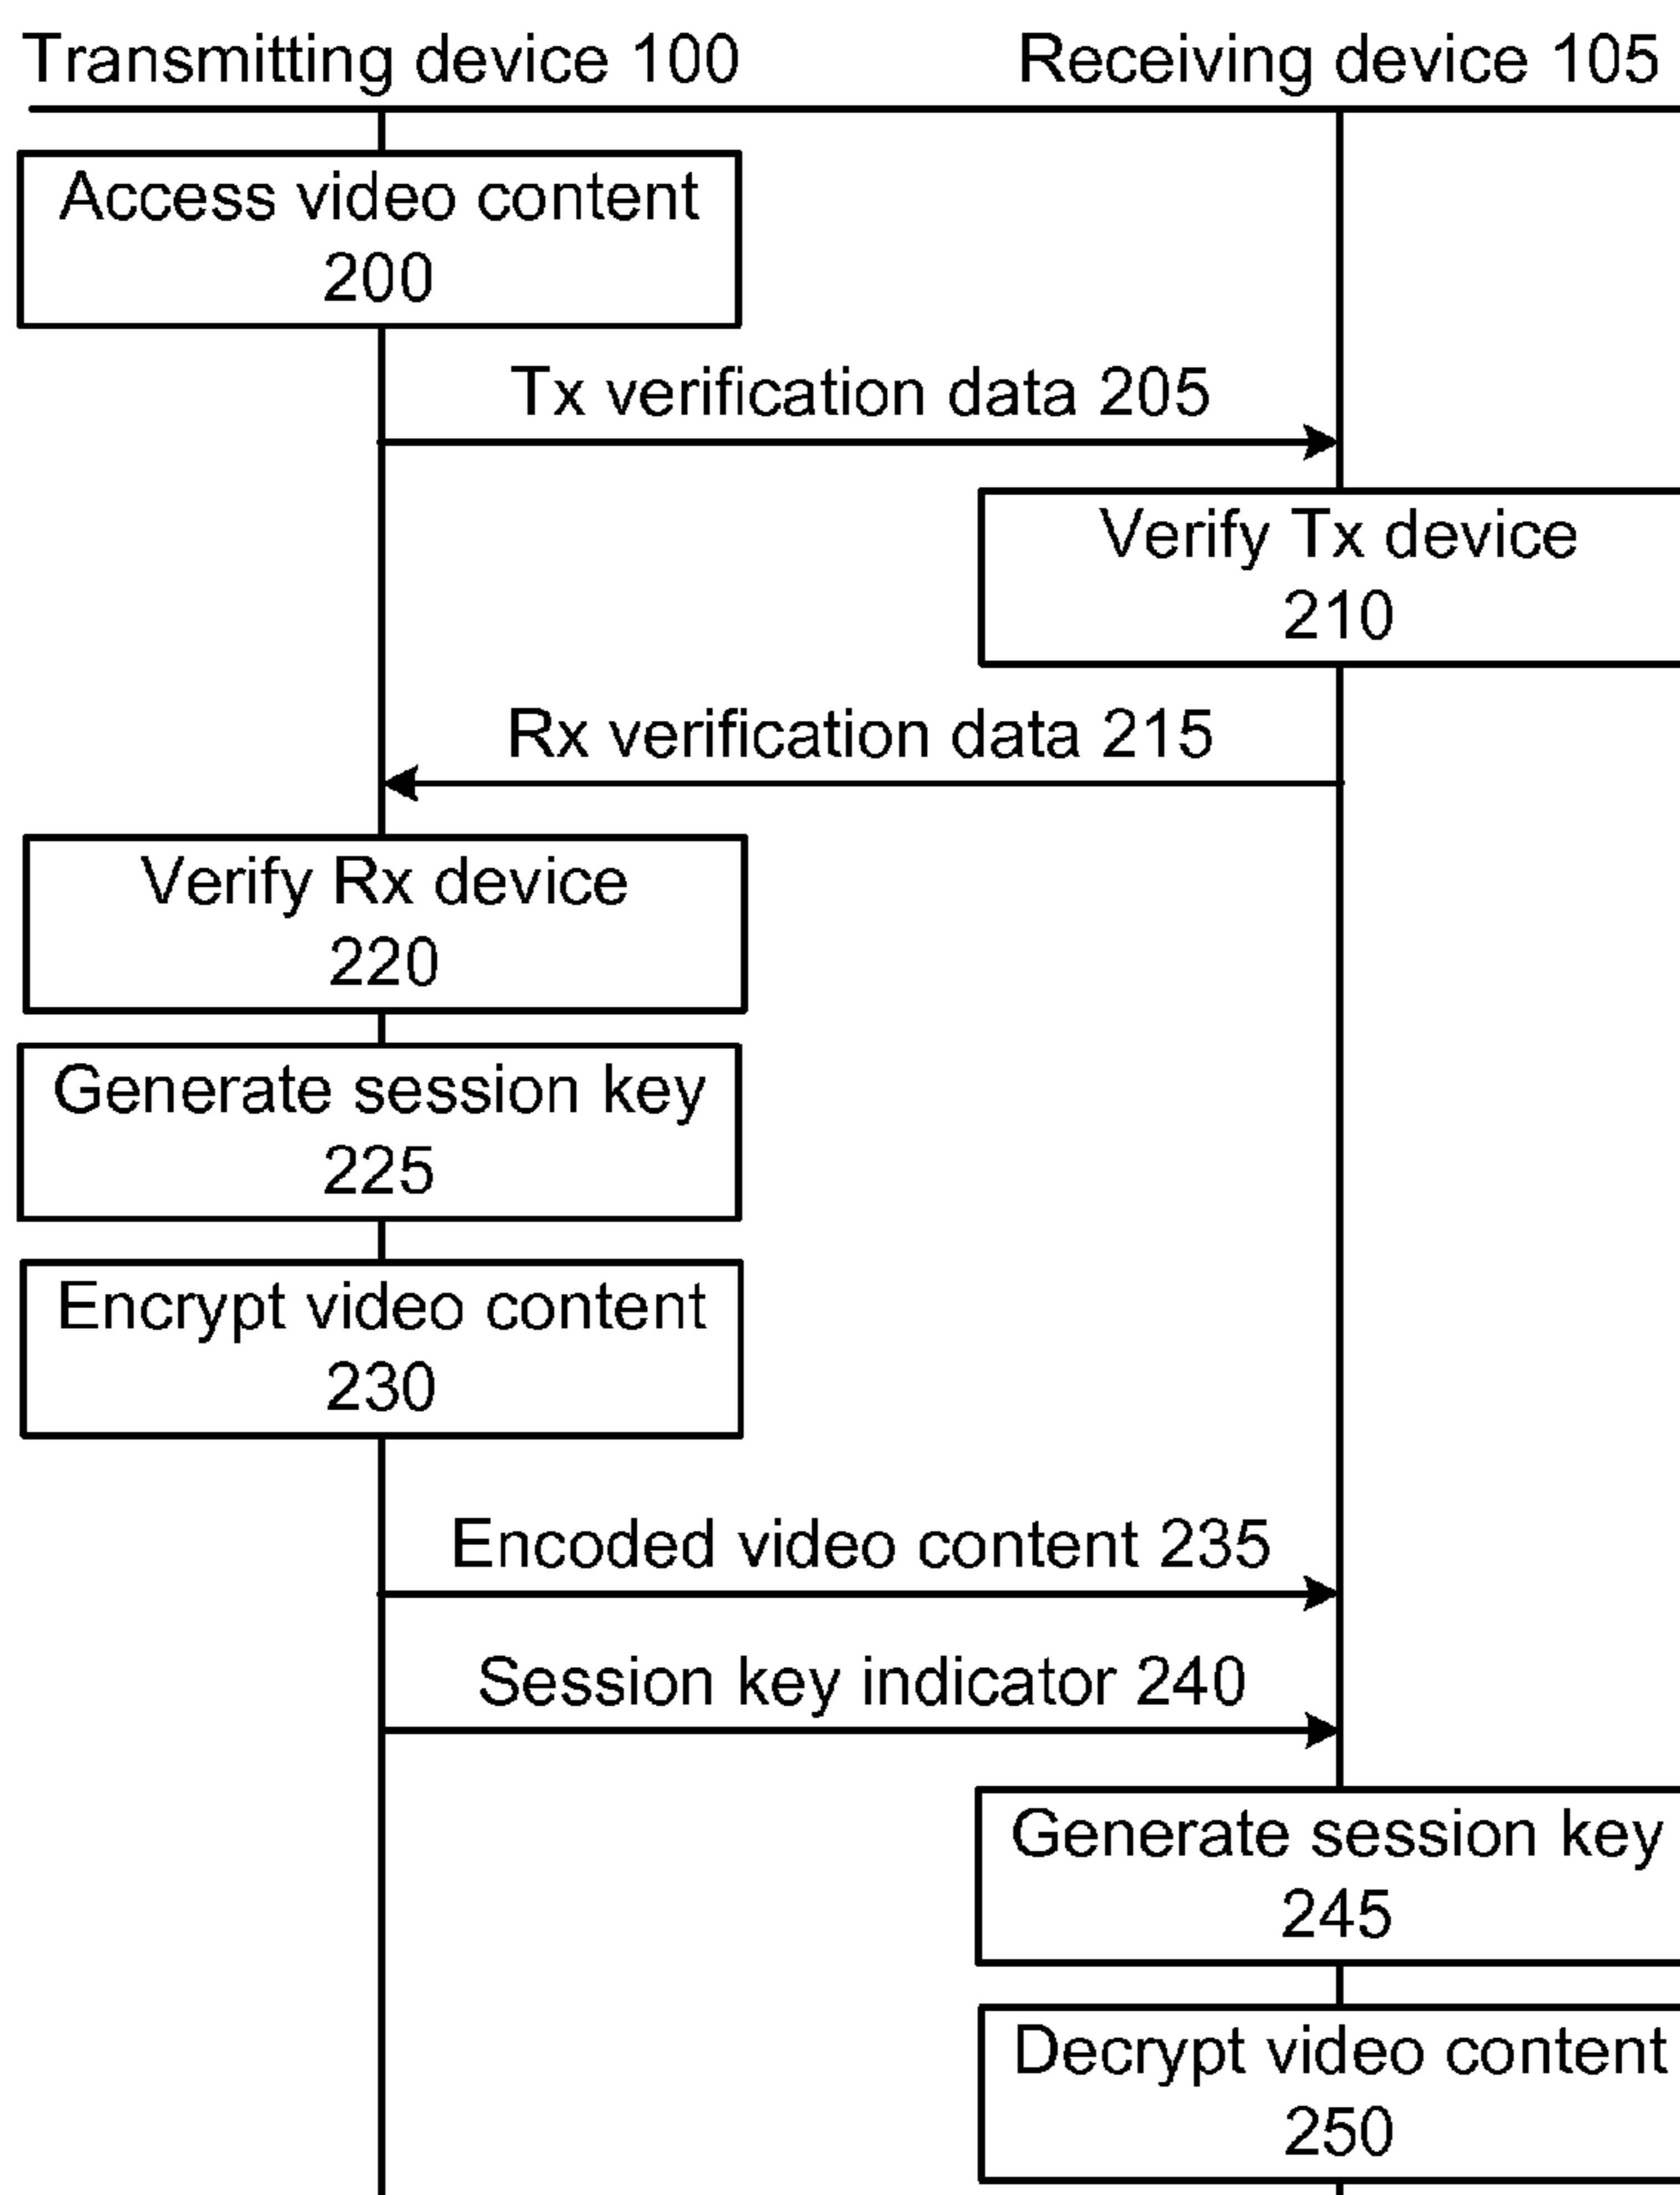 Transmitting device 100
Receiving device 105
Access video content
200
Tx verification data 205
Verify Tx device
210
Rx verification data 215
Verify Rx device
220
Generate session key
225
Encrypt video content
230
Encoded video content 235
Session key indicator 240
Generate session key
245
Decrypt video content
250